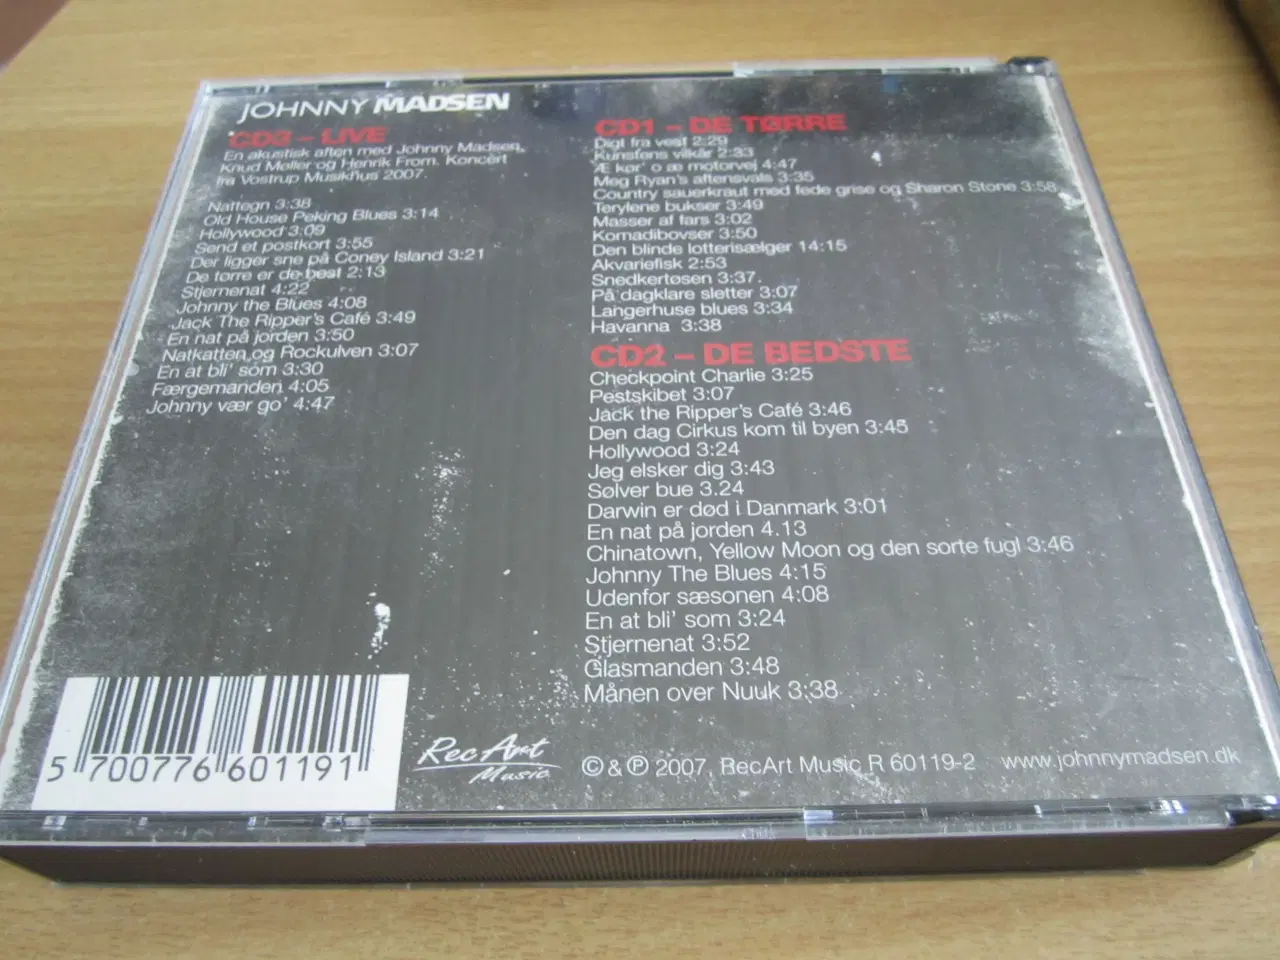 JOHNNY MADSEN
CD3 – LIVE
En akustisk aften med Johnny Madsen,
Knud Møller og Henrik From. Koncert
fra Vostrup Musikhus 2007.
Nattegn 3:38
Old House Peking Blues 3:14
Hollywood 3:09
Send et postkort 3:55
Der ligger sne på Coney Island 3:21
De tørre er de best 2:13
Stjernenat 4:22
Johnny the Blues 4:08
Jack The Ripper's Café 3:49
En nat på jorden 3:50
Natkatten og Rockulven 3:07
En at bli' som 3:30
Færgemanden 4:05
Johnny vær go' 4:47
CD1 – DE TØRRE
Digt fra vest 2:29
Kunstens vilkår 2:33
Æ kør' o æ motorvej 4:47
Meg Ryan's aftensvals 3:35
Country sauerkraut med fede grise og Sharon Stone 3:58
Terylene bukser 3:49
Masser af fars 3:02
Komadibovser 3:50
Den blinde lotterisælger 14:15
Akvariefisk 2:53
Snedkertøsen 3:37
På dagklare sletter 3:07
Langerhuse blues 3:34
Havanna 3:38
CD2 – DE BEDSTE
Checkpoint Charlie 3:25
Pestskibet 3:07
Jack the Ripper's Café 3:46
Den dag Cirkus kom til byen 3:45
Hollywood 3:24
Jeg elsker dig 3:43
Sølver bue 3.24
Darwin er død i Danmark 3:01
En nat på jorden 4.13
Chinatown, Yellow Moon og den sorte fugl 3:46
Johnny The Blues 4:15
Udenfor sæsonen 4:08
En at bli' som 3:24
Stjernenat 3:52
Glasmanden 3:48
Månen over Nuuk 3:38
5 700776 601191
RecArt Music
© & ℗ 2007, RecArt Music R 60119-2 www.johnnymadsen.dk